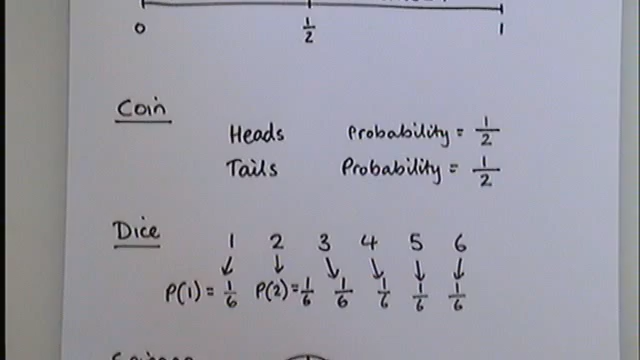 0 1/2 1
Coin
Heads Probability = 1/2
Tails Probability = 1/2
Dice 1 2 3 4 5 6
P(1) = 1/6 P(2) = 1/6 1/6 1/6 1/6 1/6